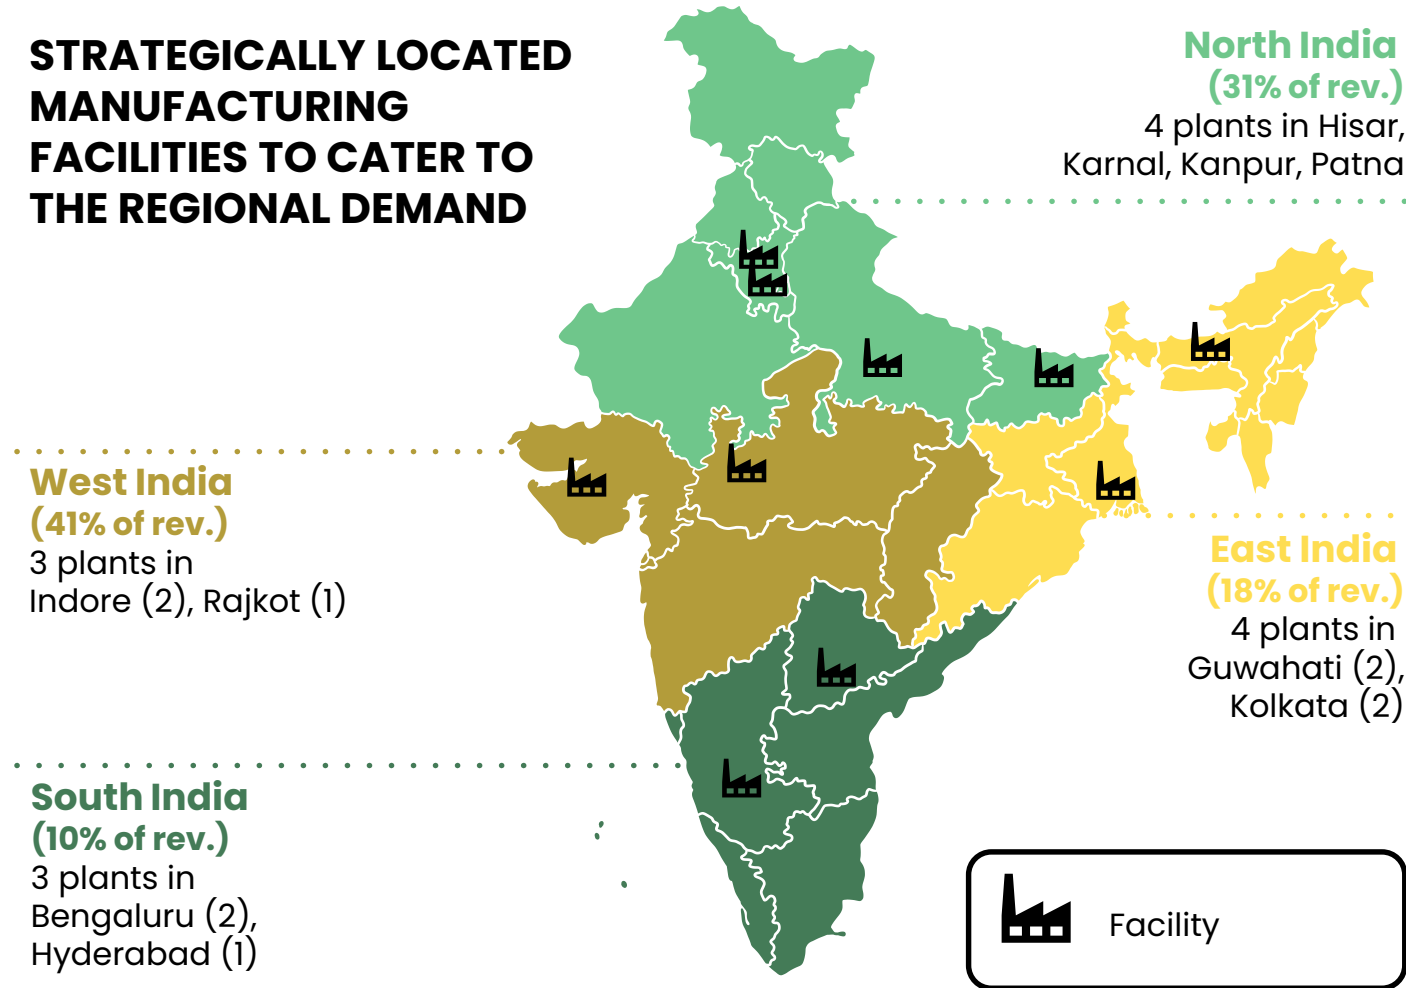 STRATEGICALLY LOCATED
MANUFACTURING
FACILITIES TO CATER TO
THE REGIONAL DEMAND
North India
(31% of rev.)
4 plants in Hisar,
Karnal, Kanpur, Patna
West India
(41% of rev.)
3 plants in
Indore (2), Rajkot (1)
East India
(18% of rev.)
4 plants in
Guwahati (2),
Kolkata (2)
South India
(10% of rev.)
3 plants in
Bengaluru (2),
Hyderabad (1)
Facility